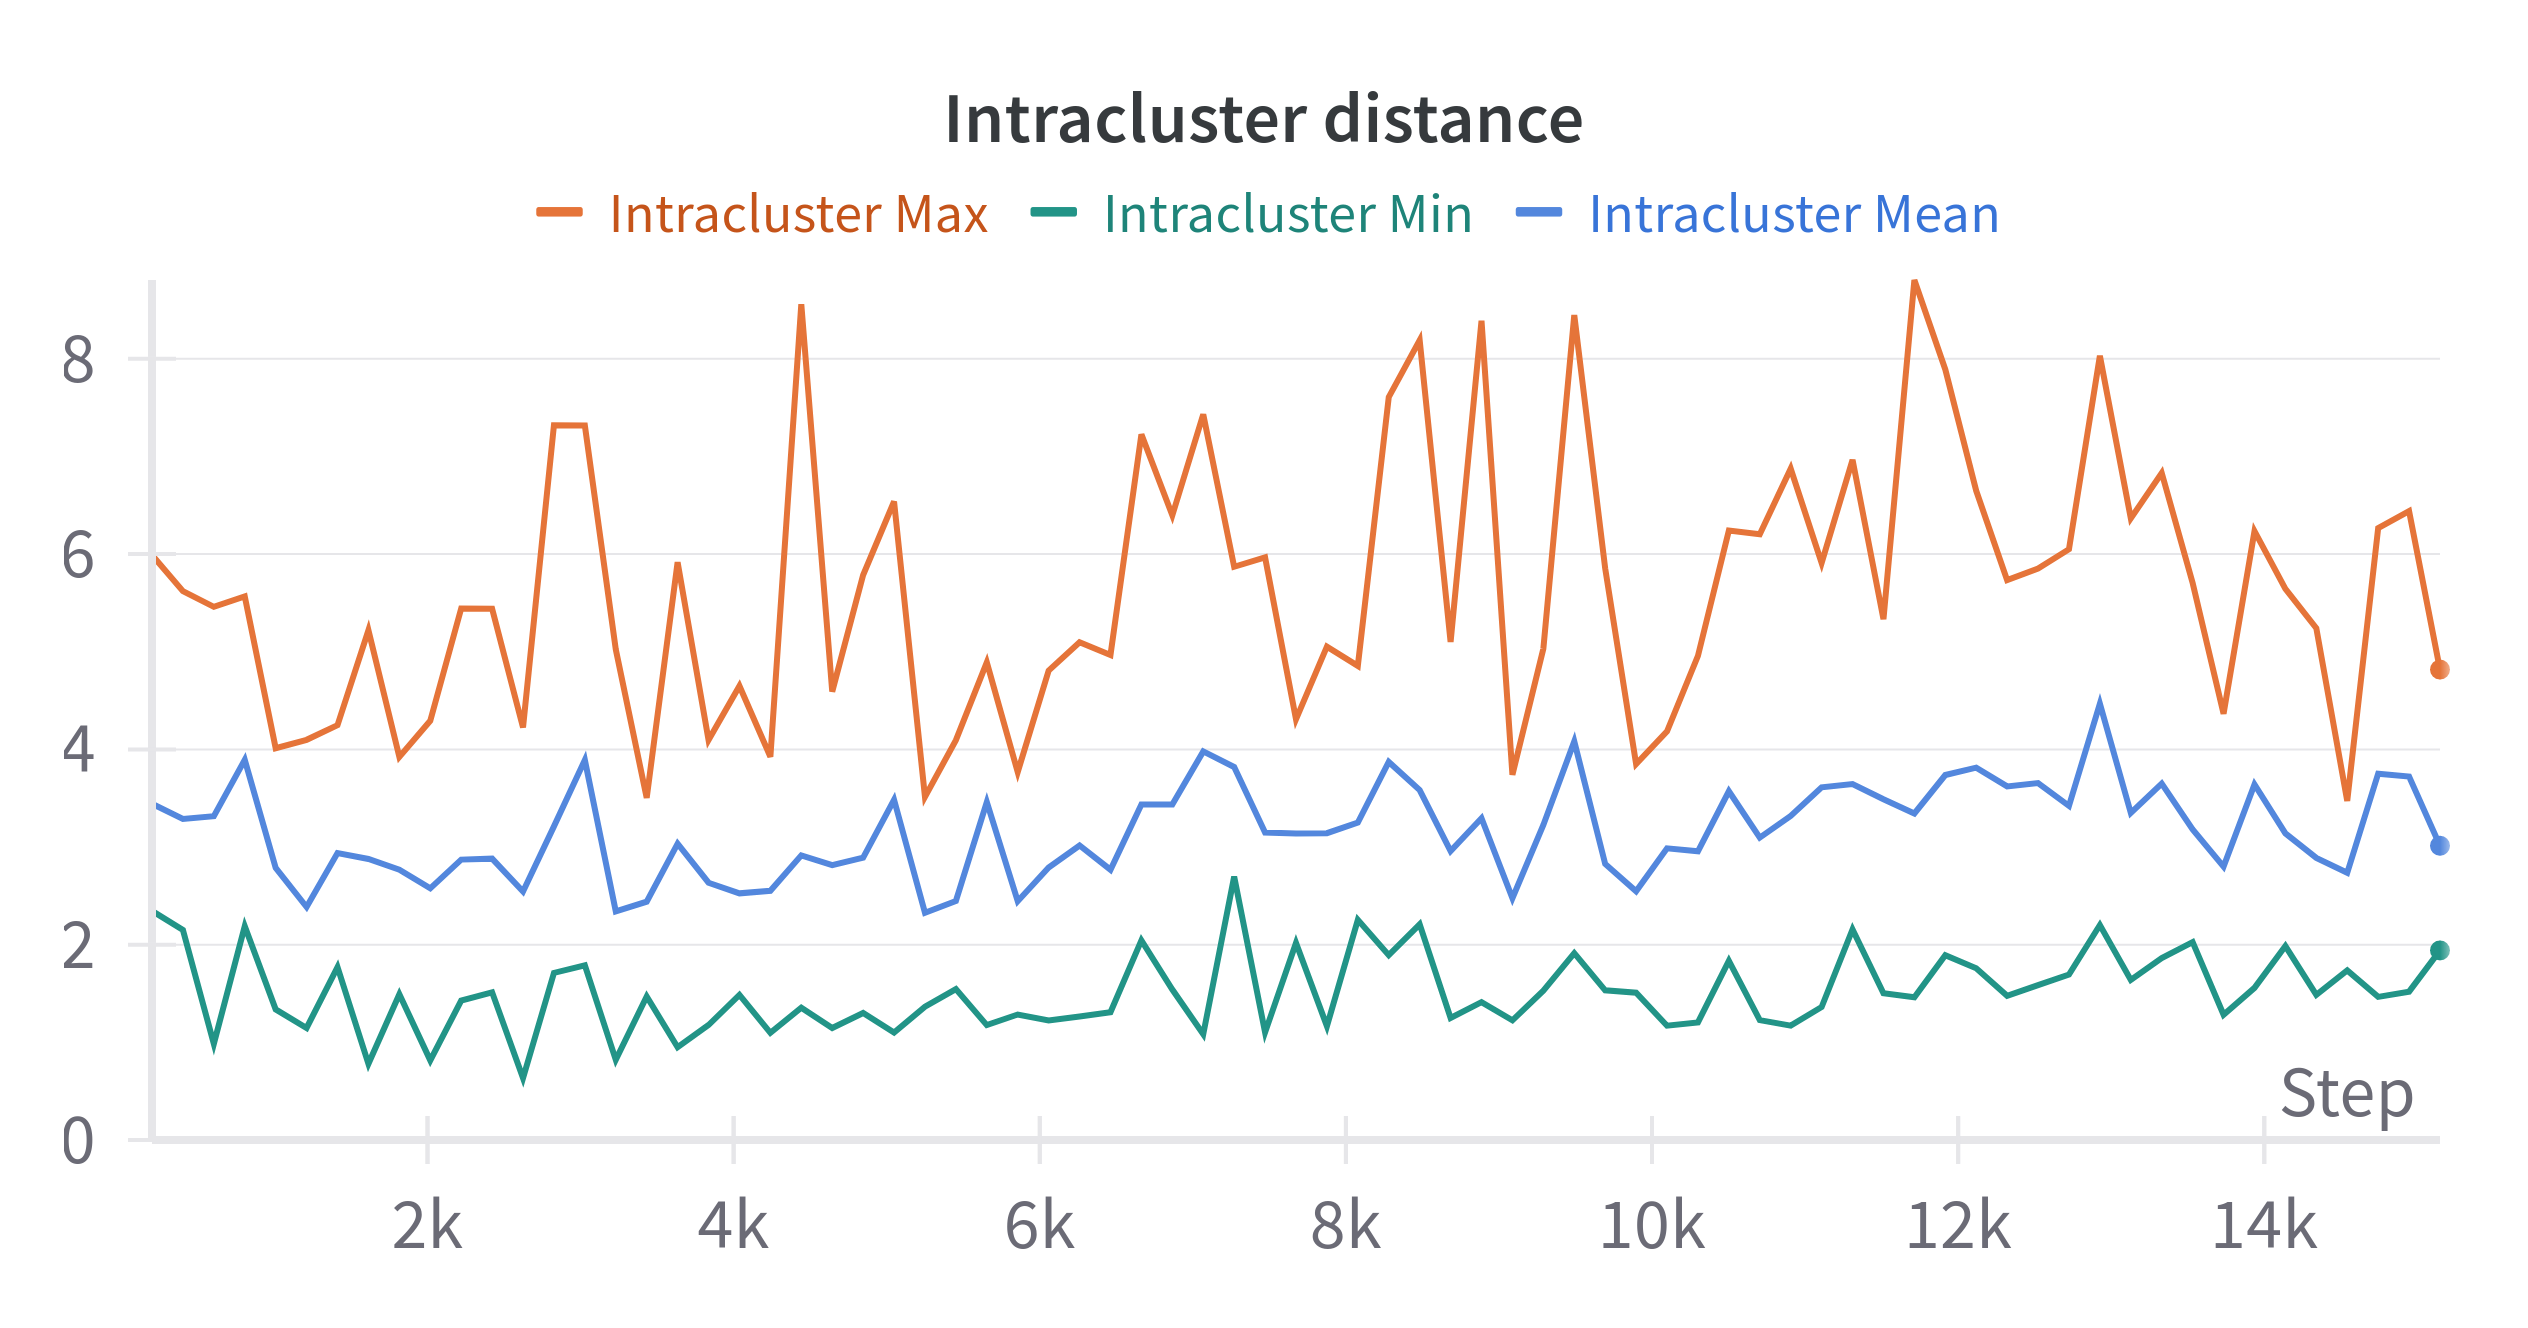 Intracluster distance
Intracluster Max Intracluster Min Intracluster Mean
8
6
4
2
0
Step
2k 4k 6k 8k 10k 12k 14k